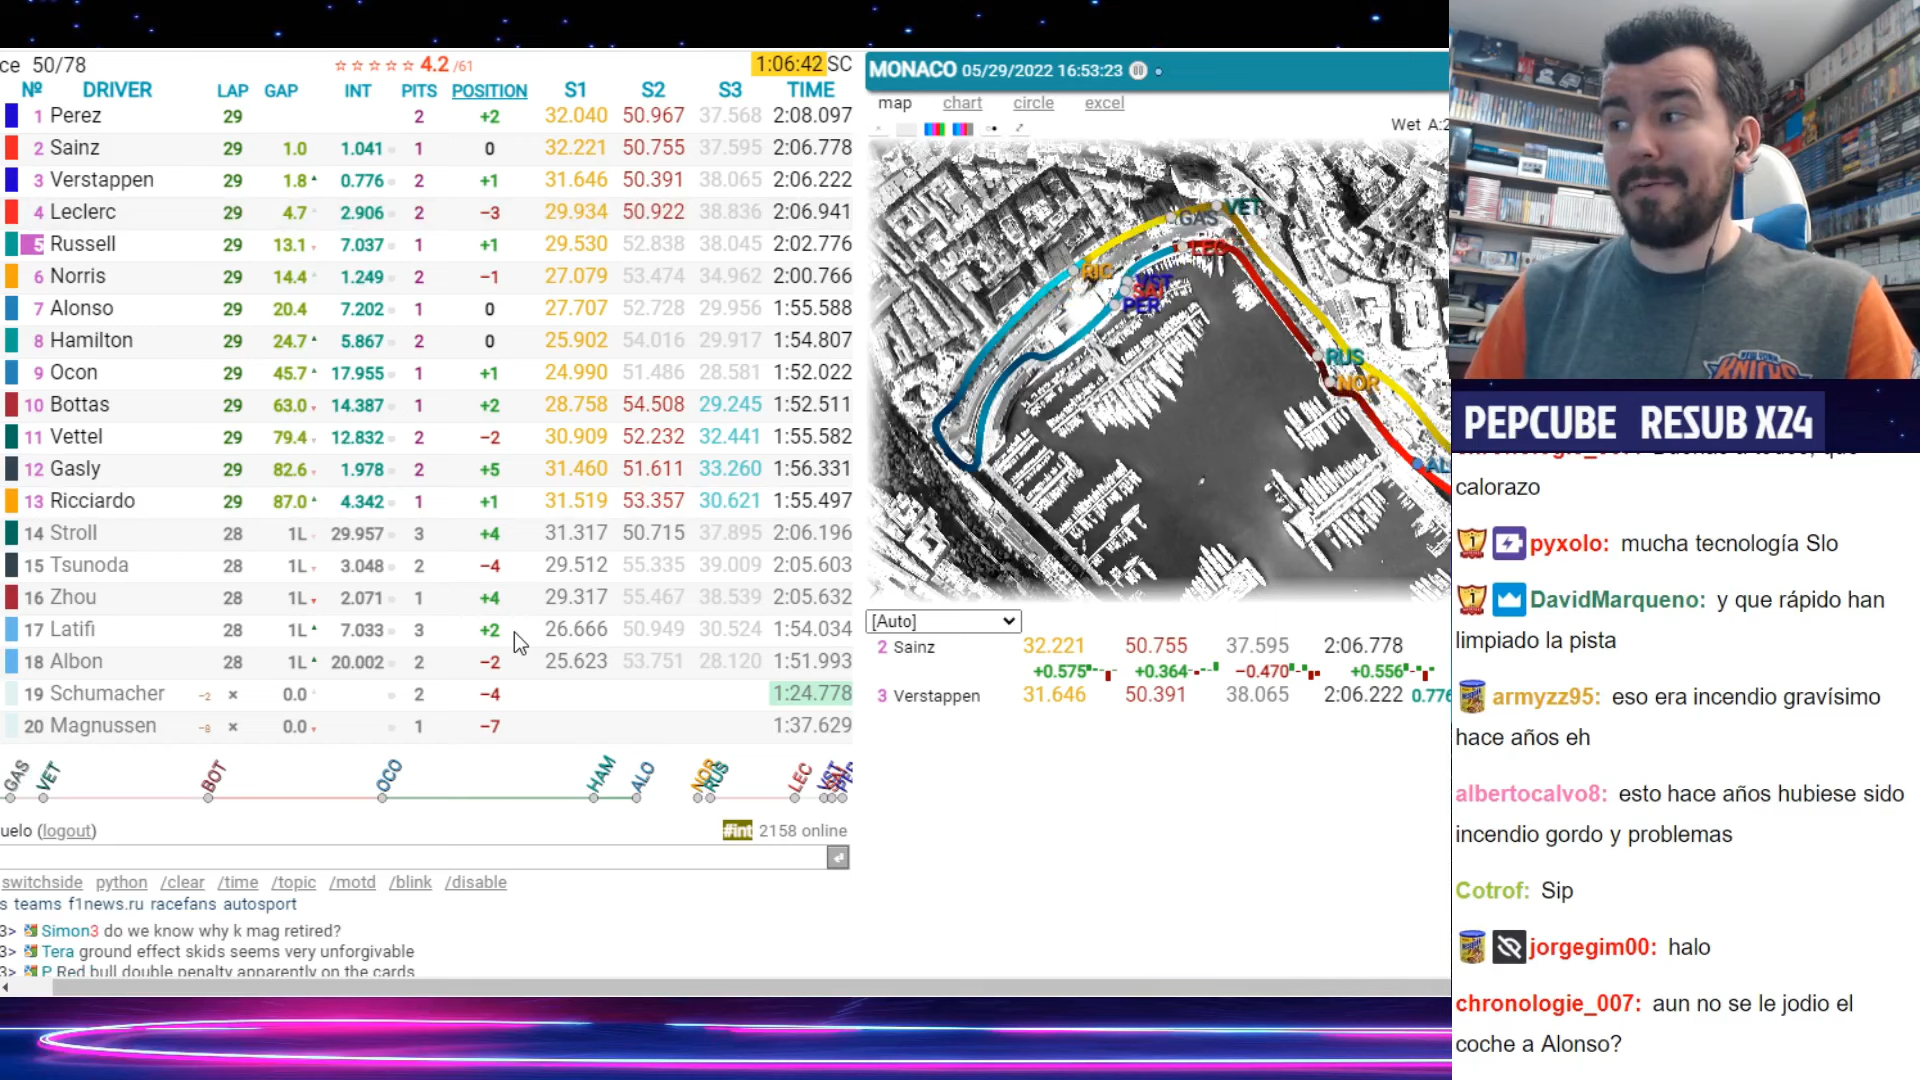 ce 50/78 ☆☆☆☆☆ 4.2 /61 1:06:42 SC
Nº DRIVER LAP GAP INT PITS POSITION S1 S2 S3 TIME
1 Perez 29 2 +2 32.040 50.967 37.568 2:08.097
2 Sainz 29 1.0 1.041 1 0 32.221 50.755 37.595 2:06.778
3 Verstappen 29 1.8 0.776 2 +1 31.646 50.391 38.065 2:06.222
4 Leclerc 29 4.7 2.906 2 −3 29.934 50.922 38.836 2:06.941
5 Russell 29 13.1 7.037 1 +1 29.530 52.838 38.045 2:02.776
6 Norris 29 14.4 1.249 2 −1 27.079 53.474 34.962 2:00.766
7 Alonso 29 20.4 7.202 1 0 27.707 52.728 28.956 1:55.588
8 Hamilton 29 24.7 5.867 2 0 25.902 54.016 29.917 1:54.807
9 Ocon 29 45.7 17.955 1 +1 24.990 51.486 28.581 1:52.022
10 Bottas 29 63.0 14.387 1 +2 28.758 54.508 29.245 1:52.511
11 Vettel 29 79.4 12.832 2 −2 30.909 52.232 32.441 1:55.582
12 Gasly 29 82.6 1.978 2 +5 31.460 51.611 33.260 1:56.331
13 Ricciardo 29 87.0 4.342 1 +1 31.519 53.357 30.621 1:55.497
14 Stroll 28 1L 29.957 3 +4 31.317 50.715 37.895 2:06.196
15 Tsunoda 28 1L 3.048 2 −4 29.512 55.335 39.009 2:05.603
16 Zhou 28 1L 2.071 1 +4 29.317 55.467 38.539 2:05.632
17 Latifi 28 1L 7.033 3 +2 26.666 50.949 30.524 1:54.034
18 Albon 28 1L 20.002 2 −2 25.623 53.751 28.120 1:51.993
19 Schumacher −2 × 0.0 2 −4 1:24.778
20 Magnussen −8 × 0.0 1 −7 1:37.629
GAS VET BOT OCO HAM ALO NOR RUS LEC VST SAI PER
uelo (logout) #int 2158 online
switchside python /clear /time /topic /motd /blink /disable
s teams f1news.ru racefans autosport
3> Simon3 do we know why k mag retired?
3> Tera ground effect skids seems very unforgivable
3> P Red bull double penalty apparently on the cards
MONACO 05/29/2022 16:53:23
map chart circle excel
Wet A:2
GAS VET
LEC
RIC
VST
SAI
PER
RUS
NOR
AL
[Auto]
2 Sainz 32.221 50.755 37.595 2:06.778
+0.575 +0.364 −0.470 +0.556
3 Verstappen 31.646 50.391 38.065 2:06.222 0.776
KNICKS
PEPCUBE RESUB X24
calorazo
pyxolo: mucha tecnología Slo
DavidMarqueno: y que rápido han
limpiado la pista
armyzz95: eso era incendio gravísimo
hace años eh
albertocalvo8: esto hace años hubiese sido
incendio gordo y problemas
Cotrof: Sip
jorgegim00: halo
chronologie_007: aun no se le jodio el
coche a Alonso?